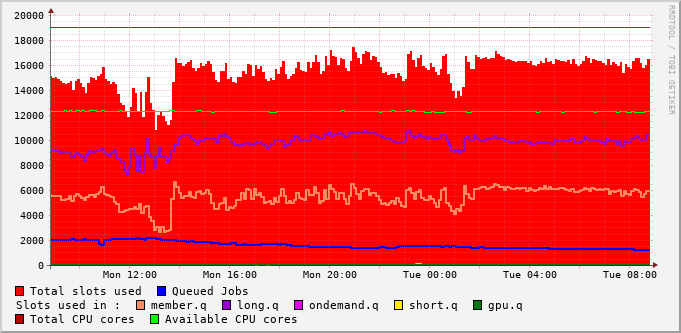 20000
18000
16000
14000
12000
10000
8000
6000
4000
2000
0
Mon 12:00 Mon 16:00 Mon 20:00 Tue 00:00 Tue 04:00 Tue 08:00
RRDTOOL / TOBI OETIKER
Total slots used Queued Jobs
Slots used in : member.q long.q ondemand.q short.q gpu.q
Total CPU cores Available CPU cores